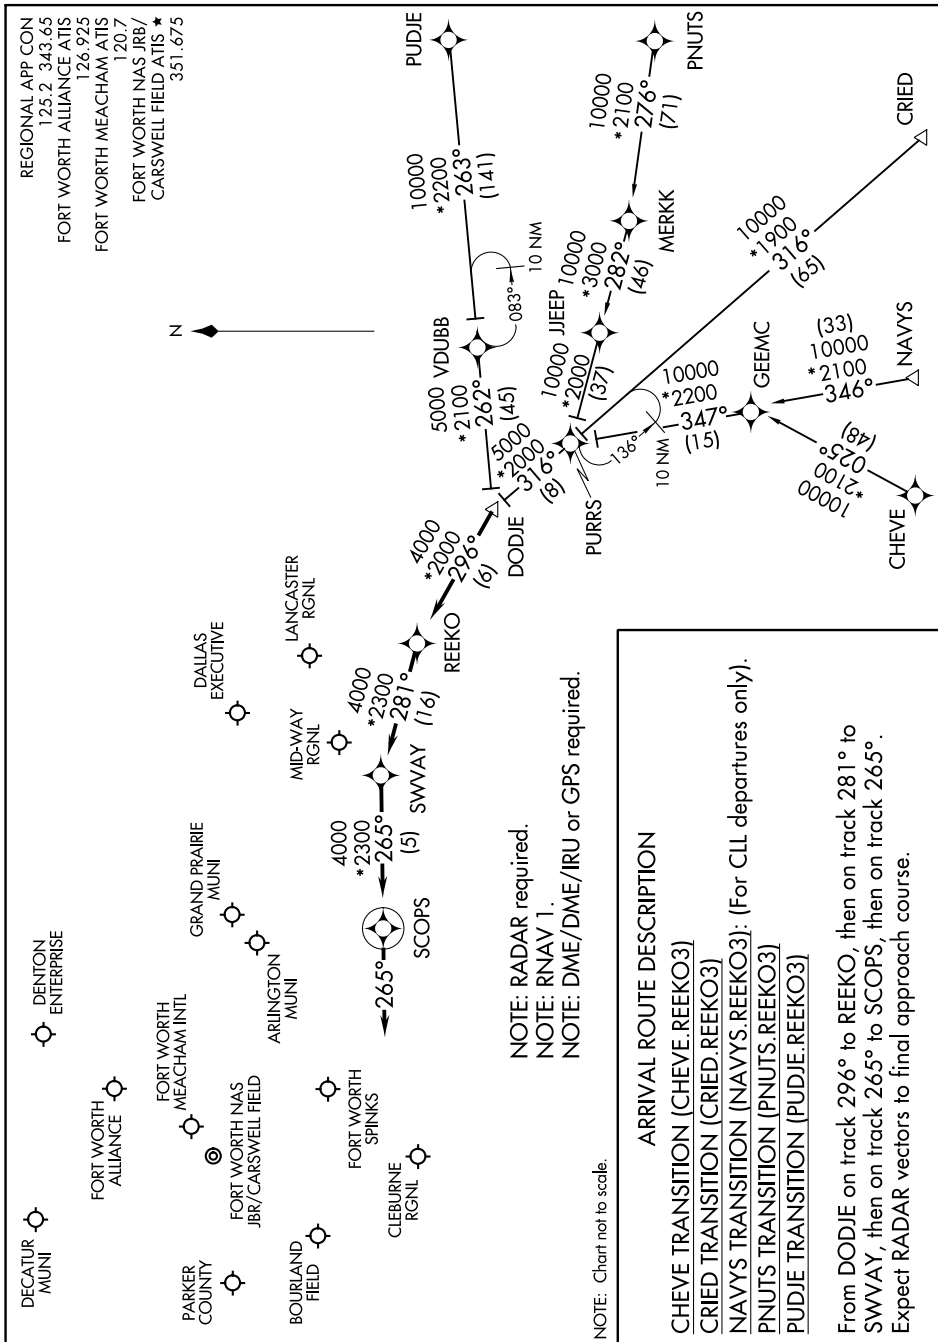 REGIONAL APP CON
125.2 343.65
FORT WORTH ALLIANCE ATIS
126.925
FORT WORTH MEACHAM ATIS
120.7
FORT WORTH NAS JRB/
CARSWELL FIELD ATIS ★
351.675
N
DECATUR
MUNI
DENTON
ENTERPRISE
FORT WORTH
ALLIANCE
FORT WORTH
MEACHAM INTL
FORT WORTH NAS
JBR/CARSWELL FIELD
PARKER
COUNTY
GRAND PRAIRIE
MUNI
ARLINGTON
MUNI
DALLAS
EXECUTIVE
LANCASTER
RGNL
MID-WAY
RGNL
BOURLAND
FIELD
FORT WORTH
SPINKS
CLEBURNE
RGNL
265°
SCOPS
4000
*2300
265°
(5)
SWVAY
4000
*2300
281°
(16)
REEKO
4000
*2000
296°
(6)
DODJE
5000
*2100
262°
(45)
VDUBB
083°
10 NM
10000
*2200
263°
(141)
PUDJE
5000
*2000
316°
(8)
PURRS
136°
10 NM
10000
*2000
(37)
JJEEP
10000
*3000
282°
(46)
MERKK
10000
*2100
276°
(71)
PNUTS
10000
*1900
316°
(65)
CRIED
10000
*2200
347°
(15)
GEEMC
(33)
10000
*2100
346°
NAVYS
(48)
025°
*2100
10000
CHEVE
NOTE: RADAR required.
NOTE: RNAV 1.
NOTE: DME/DME/IRU or GPS required.
NOTE: Chart not to scale.
ARRIVAL ROUTE DESCRIPTION
CHEVE TRANSITION (CHEVE.REEKO3)
CRIED TRANSITION (CRIED.REEKO3)
NAVYS TRANSITION (NAVYS.REEKO3): (For CLL departures only).
PNUTS TRANSITION (PNUTS.REEKO3)
PUDJE TRANSITION (PUDJE.REEKO3)
From DODJE on track 296° to REEKO, then on track 281° to
SWVAY, then on track 265° to SCOPS, then on track 265°.
Expect RADAR vectors to final approach course.